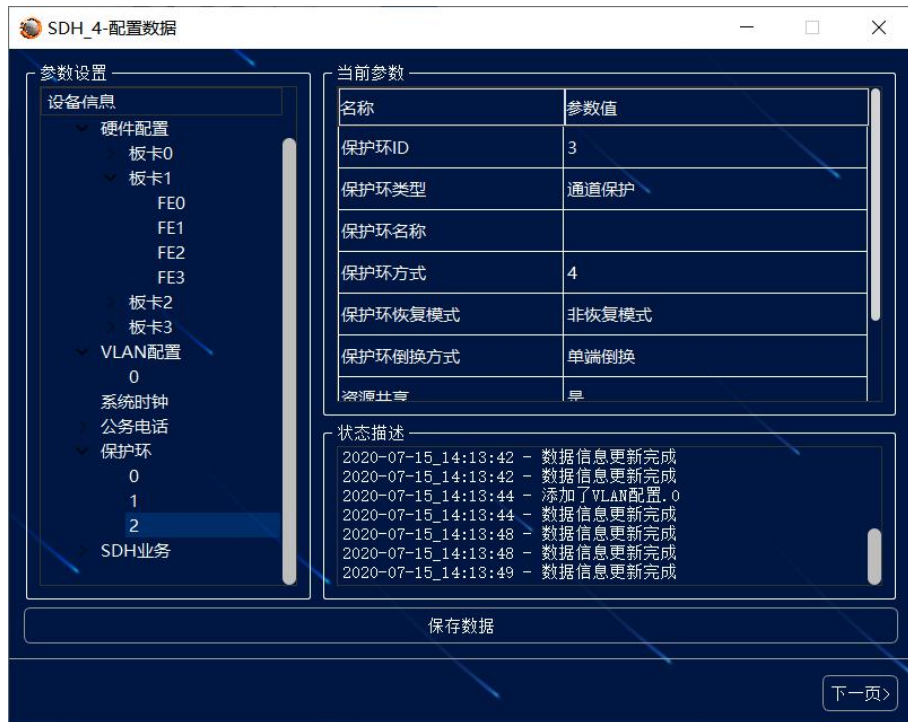 SDH_4-配置数据
参数设置
设备信息
硬件配置
板卡0
板卡1
FE0
FE1
FE2
FE3
板卡2
板卡3
VLAN配置
0
系统时钟
公务电话
保护环
0
1
2
SDH业务
当前参数
名称 参数值
保护环ID 3
保护环类型 通道保护
保护环名称
保护环方式 4
保护环恢复模式 非恢复模式
保护环倒换方式 单端倒换
资源共享 是
状态描述
2020-07-15_14:13:42 - 数据信息更新完成
2020-07-15_14:13:42 - 数据信息更新完成
2020-07-15_14:13:44 - 添加了VLAN配置.0
2020-07-15_14:13:44 - 数据信息更新完成
2020-07-15_14:13:48 - 数据信息更新完成
2020-07-15_14:13:48 - 数据信息更新完成
2020-07-15_14:13:49 - 数据信息更新完成
保存数据
下一页>